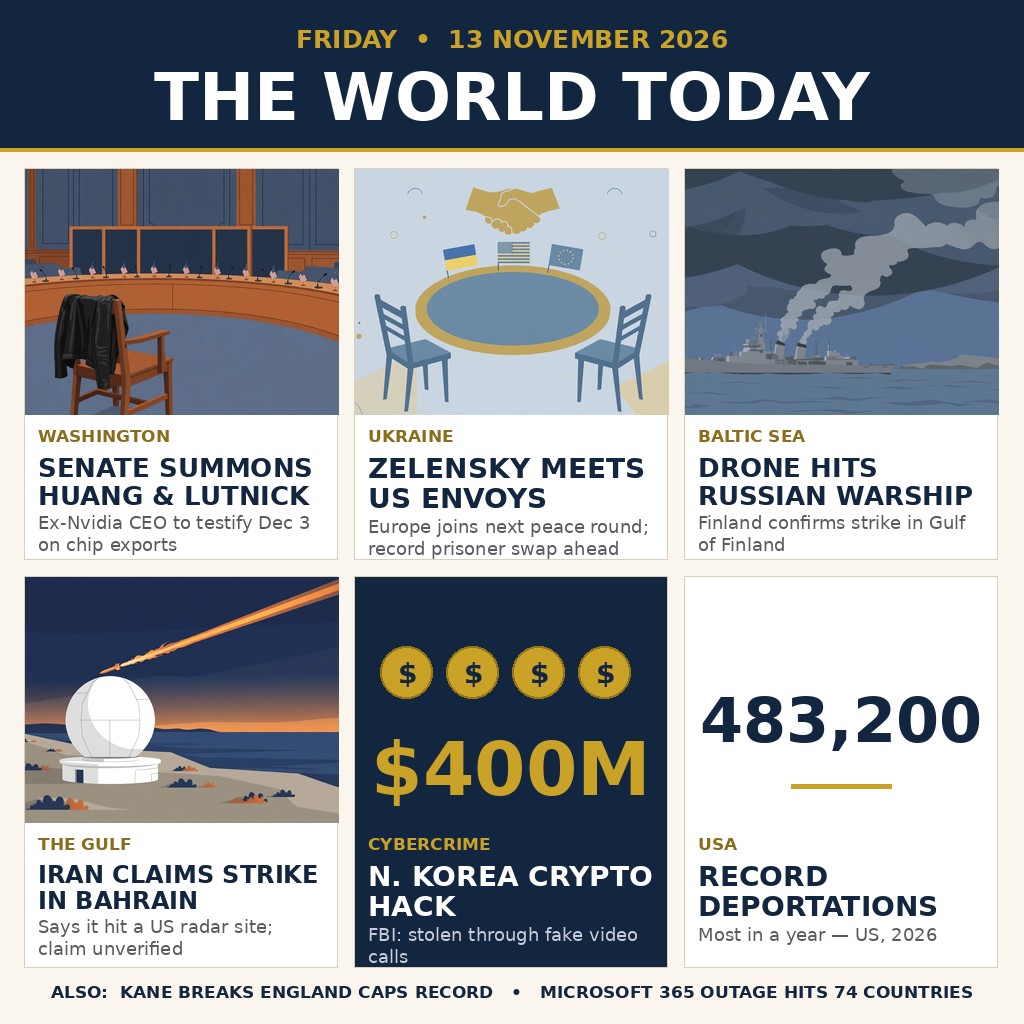 FRIDAY • 13 NOVEMBER 2026
THE WORLD TODAY
WASHINGTON
SENATE SUMMONS
HUANG & LUTNICK
Ex-Nvidia CEO to testify Dec 3
on chip exports
UKRAINE
ZELENSKY MEETS
US ENVOYS
Europe joins next peace round;
record prisoner swap ahead
BALTIC SEA
DRONE HITS
RUSSIAN WARSHIP
Finland confirms strike in Gulf
of Finland
THE GULF
IRAN CLAIMS STRIKE
IN BAHRAIN
Says it hit a US radar site;
claim unverified
$ $ $ $
$400M
CYBERCRIME
N. KOREA CRYPTO
HACK
FBI: stolen through fake video
calls
483,200
USA
RECORD
DEPORTATIONS
Most in a year — US, 2026
ALSO: KANE BREAKS ENGLAND CAPS RECORD • MICROSOFT 365 OUTAGE HITS 74 COUNTRIES